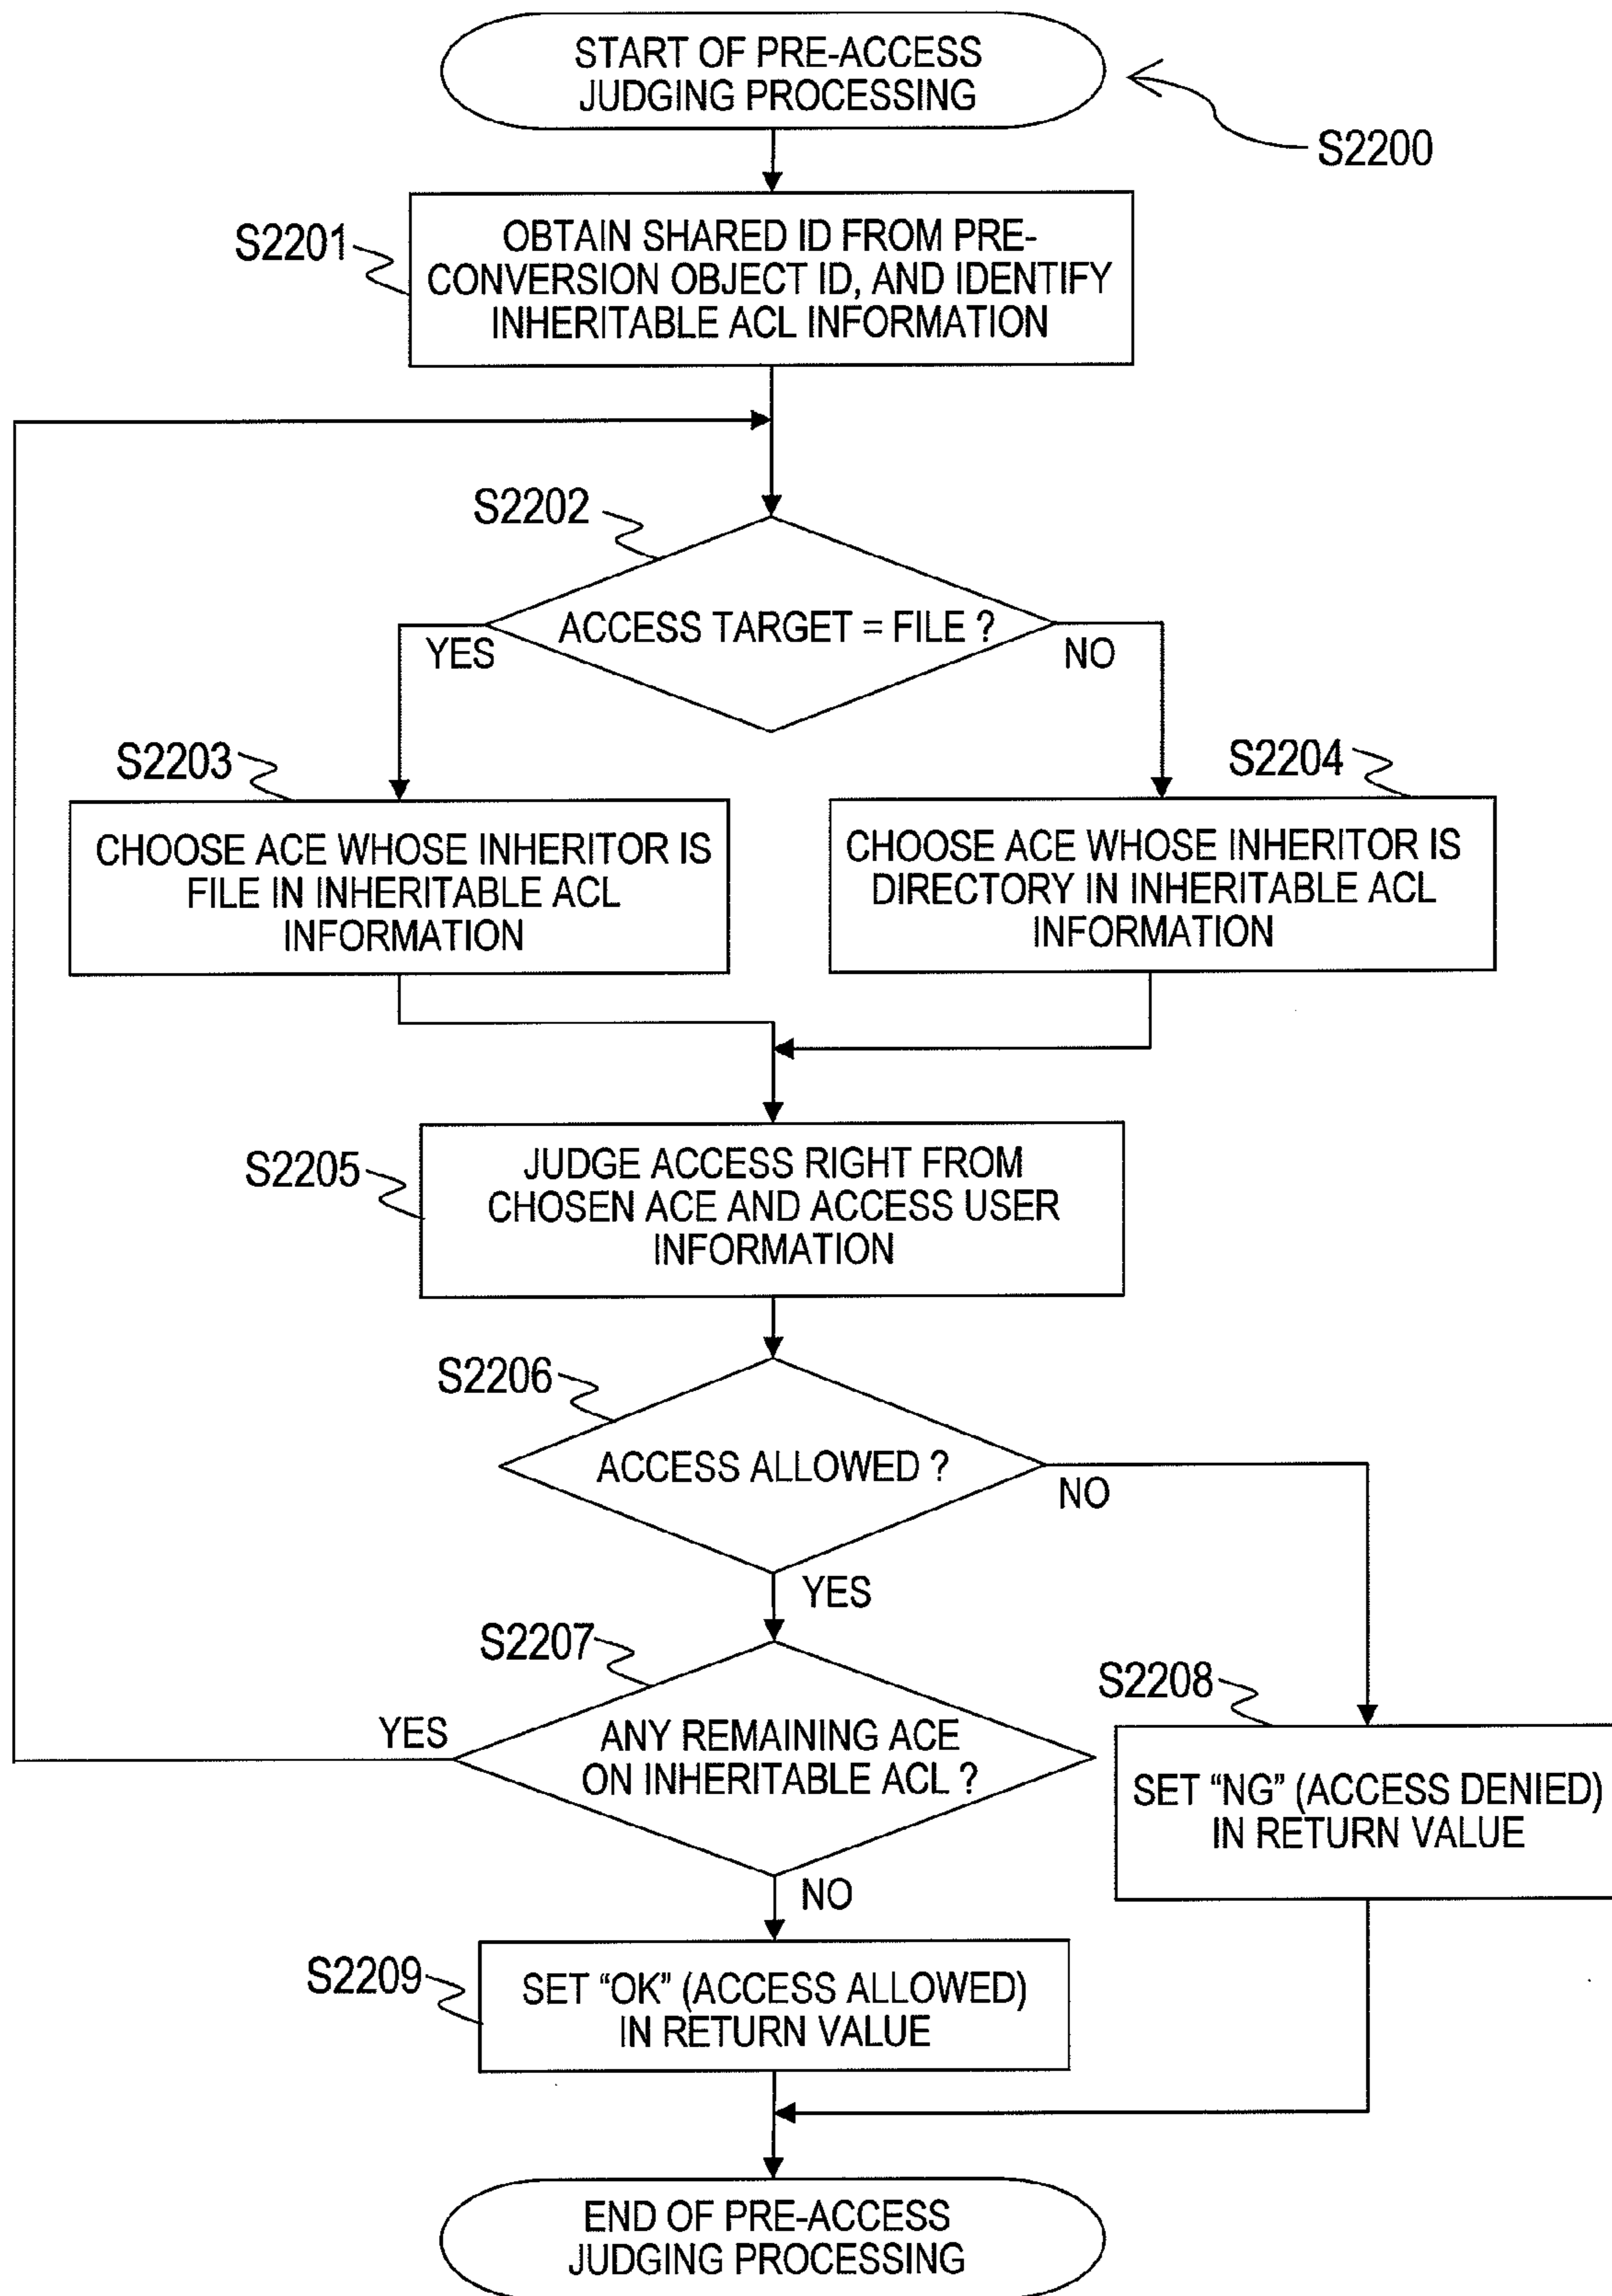 START OF PRE-ACCESS
JUDGING PROCESSING
S2200
S2201
OBTAIN SHARED ID FROM PRE-
CONVERSION OBJECT ID, AND IDENTIFY
INHERITABLE ACL INFORMATION
S2202
ACCESS TARGET = FILE ?
YES
NO
S2203
CHOOSE ACE WHOSE INHERITOR IS
FILE IN INHERITABLE ACL
INFORMATION
S2204
CHOOSE ACE WHOSE INHERITOR IS
DIRECTORY IN INHERITABLE ACL
INFORMATION
S2205
JUDGE ACCESS RIGHT FROM
CHOSEN ACE AND ACCESS USER
INFORMATION
S2206
ACCESS ALLOWED ?
NO
YES
S2207
ANY REMAINING ACE
ON INHERITABLE ACL ?
YES
NO
S2208
SET “NG” (ACCESS DENIED)
IN RETURN VALUE
S2209
SET “OK” (ACCESS ALLOWED)
IN RETURN VALUE
END OF PRE-ACCESS
JUDGING PROCESSING